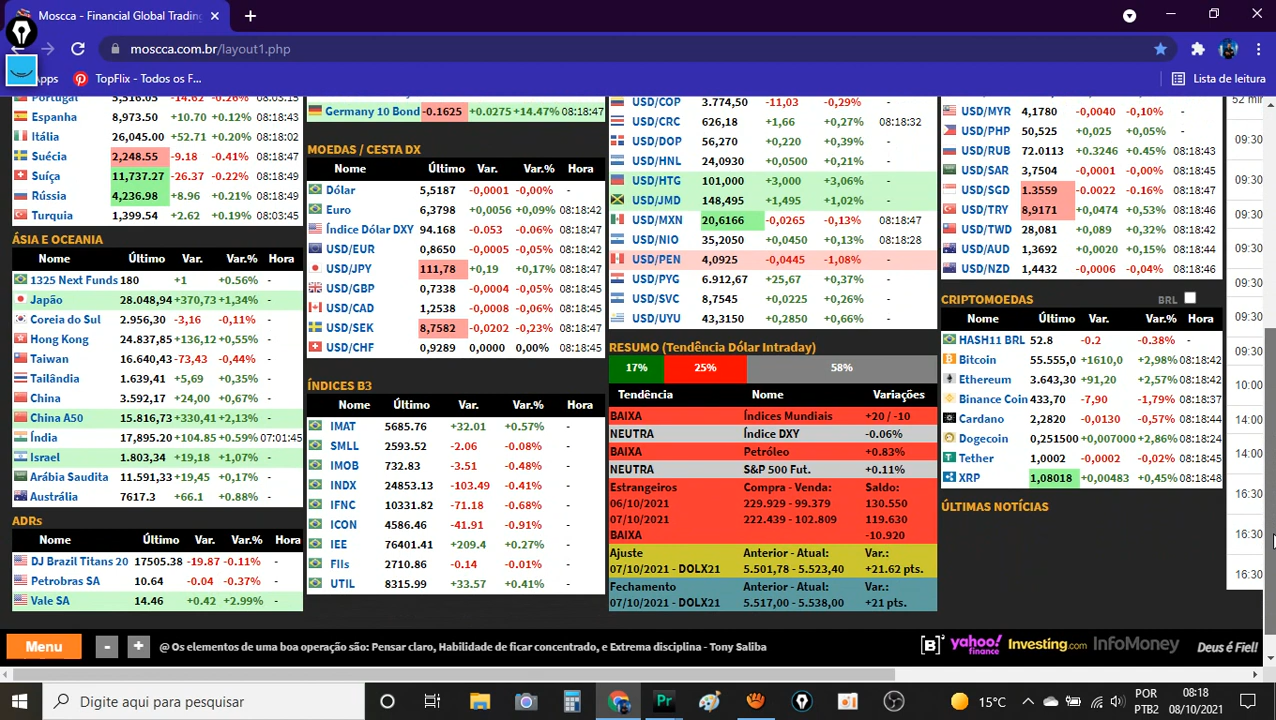 Moscca - Financial Global Trading
moscca.com.br/layout1.php
Apps
TopFlix - Todos os F...
Lista de leitura
Portugal 5,516.05 -14.62 -0.26% 08:03:15
Espanha 8,973.50 +10.70 +0.12% 08:18:43
Itália 26,045.00 +52.71 +0.20% 08:18:02
Suécia 2,248.55 -9.18 -0.41% 08:18:47
Suíça 11,737.27 -26.37 -0.22% 08:18:49
Rússia 4,236.98 +8.96 +0.21% 08:18:49
Turquia 1,399.54 +2.62 +0.19% 08:03:45
ÁSIA E OCEANIA
Nome Último Var. Var.% Hora
1325 Next Funds 180 +1 +0.56% -
Japão 28.048,94 +370,73 +1,34% -
Coreia do Sul 2.956,30 -3,16 -0,11% -
Hong Kong 24.837,85 +136,12 +0,55% -
Taiwan 16.640,43 -73,43 -0,44% -
Tailândia 1.639,41 +5,69 +0,35% -
China 3.592,17 +24,00 +0,67% -
China A50 15.816,73 +330,41 +2,13% -
Índia 17,895.20 +104.85 +0.59% 07:01:45
Israel 1.803,34 +19,18 +1,07% -
Arábia Saudita 11.591,33 +19,45 +0,17% -
Austrália 7617.3 +66.1 +0.88% -
ADRs
Nome Último Var. Var.% Hora
DJ Brazil Titans 20 17505.38 -19.87 -0.11% -
Petrobras SA 10.64 -0.04 -0.37% -
Vale SA 14.46 +0.42 +2.99% -
Germany 10 Bond -0.1625 +0.0275 +14.47% 08:18:47
MOEDAS / CESTA DX
Nome Último Var. Var.% Hora
Dólar 5,5187 -0,0001 -0,00% -
Euro 6,3798 +0,0056 +0,09% 08:18:42
Índice Dólar DXY 94.168 -0.053 -0.06% 08:18:47
USD/EUR 0,8650 -0,0005 -0,05% 08:18:42
USD/JPY 111,78 +0,19 +0,17% 08:18:47
USD/GBP 0,7338 -0,0004 -0,05% 08:18:42
USD/CAD 1,2538 -0,0008 -0,06% 08:18:45
USD/SEK 8,7582 -0,0202 -0,23% 08:18:47
USD/CHF 0,9289 0,0000 0,00% 08:18:45
ÍNDICES B3
Nome Último Var. Var.% Hora
IMAT 5685.76 +32.01 +0.57% -
SMLL 2593.52 -2.06 -0.08% -
IMOB 732.83 -3.51 -0.48% -
INDX 24853.13 -103.49 -0.41% -
IFNC 10331.82 -71.18 -0.68% -
ICON 4586.46 -41.91 -0.91% -
IEE 76401.41 +209.4 +0.27% -
FIIs 2710.86 -0.14 -0.01% -
UTIL 8315.99 +33.57 +0.41% -
USD/COP 3.774,50 -11,03 -0,29% -
USD/CRC 626,18 +1,66 +0,27% 08:18:32
USD/DOP 56,270 +0,220 +0,39% -
USD/HNL 24,0930 +0,0500 +0,21% -
USD/HTG 101,000 +3,000 +3,06% -
USD/JMD 148,495 +1,495 +1,02% -
USD/MXN 20,6166 -0,0265 -0,13% 08:18:47
USD/NIO 35,2050 +0,0450 +0,13% 08:18:28
USD/PEN 4,0925 -0,0445 -1,08% -
USD/PYG 6.912,67 +25,67 +0,37% -
USD/SVC 8,7545 +0,0225 +0,26% -
USD/UYU 43,3150 +0,2850 +0,66% -
RESUMO (Tendência Dólar Intraday)
17% 25% 58%
Tendência Nome Variações
BAIXA Índices Mundiais +20 / -10
NEUTRA Índice DXY -0.06%
BAIXA Petróleo +0.83%
NEUTRA S&P 500 Fut. +0.11%
Estrangeiros Compra - Venda: Saldo:
06/10/2021 229.929 - 99.379 130.550
07/10/2021 222.439 - 102.809 119.630
BAIXA -10.920
Ajuste Anterior - Atual: Var.:
07/10/2021 - DOLX21 5.501,78 - 5.523,40 +21.62 pts.
Fechamento Anterior - Atual: Var.:
07/10/2021 - DOLX21 5.517,00 - 5.538,00 +21 pts.
USD/MYR 4,1780 -0,0040 -0,10% -
USD/PHP 50,525 +0,025 +0,05% -
USD/RUB 72.0113 +0.3246 +0.45% 08:18:43
USD/SAR 3,7504 -0,0001 -0,00% 08:18:45
USD/SGD 1.3559 -0.0022 -0.16% 08:18:47
USD/TRY 8,9171 +0,0474 +0,53% 08:18:46
USD/TWD 28,081 +0,089 +0,32% 08:18:42
USD/AUD 1,3692 +0,0020 +0,15% 08:18:44
USD/NZD 1,4432 -0,0006 -0,04% 08:18:46
CRIPTOMOEDAS BRL
Nome Último Var. Var.% Hora
HASH11 BRL 52.8 -0.2 -0.38% -
Bitcoin 55.555,0 +1610,0 +2,98% 08:18:42
Ethereum 3.643,30 +91,20 +2,57% 08:18:42
Binance Coin 433,70 -7,90 -1,79% 08:18:37
Cardano 2,2820 -0,0130 -0,57% 08:18:44
Dogecoin 0,251500 +0,007000 +2,86% 08:18:24
Tether 1,0002 -0,0002 -0,02% 08:18:45
XRP 1,08018 +0,00483 +0,45% 08:18:48
ÚLTIMAS NOTÍCIAS
52 min
09:30
09:30
09:30
09:30
10:00
14:00
14:00
16:30
16:30
16:30
Menu - + @ Os elementos de uma boa operação são: Pensar claro, Habilidade de ficar concentrado, e Extrema disciplina - Tony Saliba
[B]³ yahoo! finance Investing.com InfoMoney Deus é Fiel!
Digite aqui para pesquisar
Pr
15°C
POR
PTB2
08:18
08/10/2021